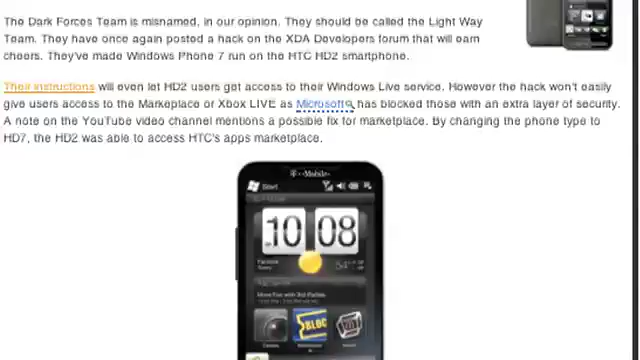 The Dark Forces Team is misnamed, in our opinion. They should be called the Light Way
Team. They have once again posted a hack on the XDA Developers forum that will earn
cheers. They've made Windows Phone 7 run on the HTC HD2 smartphone.
Their instructions will even let HD2 users get access to their Windows Live service. However the hack won't easily
give users access to the Markeplace or Xbox LIVE as Microsoft has blocked those with an extra layer of security.
A note on the YouTube video channel mentions a possible fix for marketplace. By changing the phone type to
HD7, the HD2 was able to access HTC's apps marketplace.
T-Mobile
Start
10 08
54°